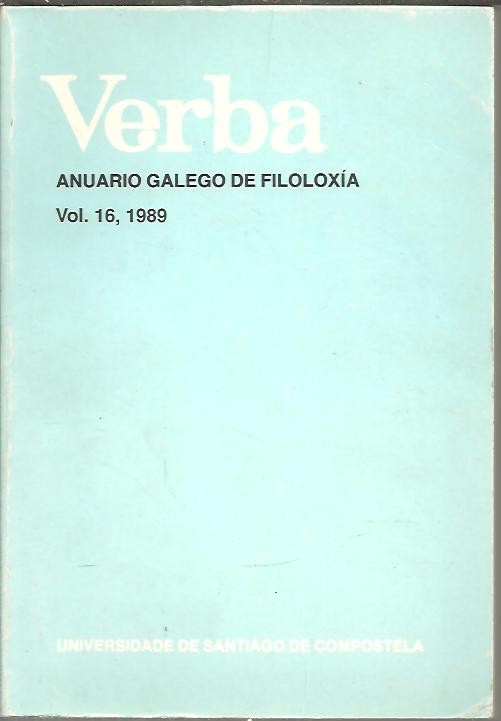 Verba
ANUARIO GALEGO DE FILOLOXÍA
Vol. 16, 1989
UNIVERSIDADE DE SANTIAGO DE COMPOSTELA